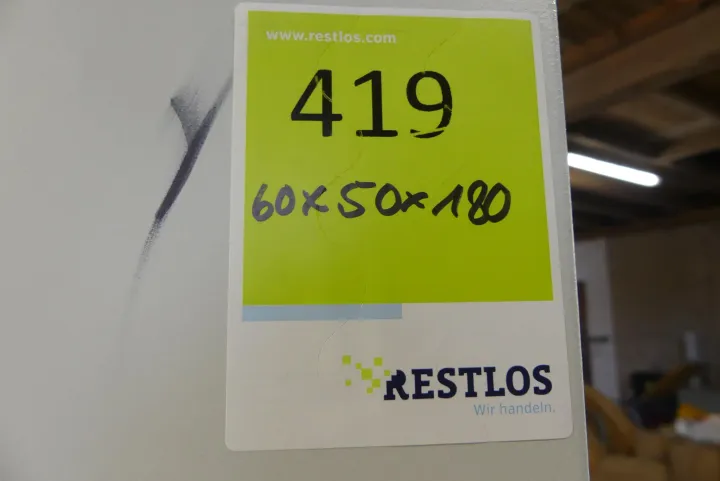 www.restlos.com
419
60x50x180
RESTLOS
Wir handeln.